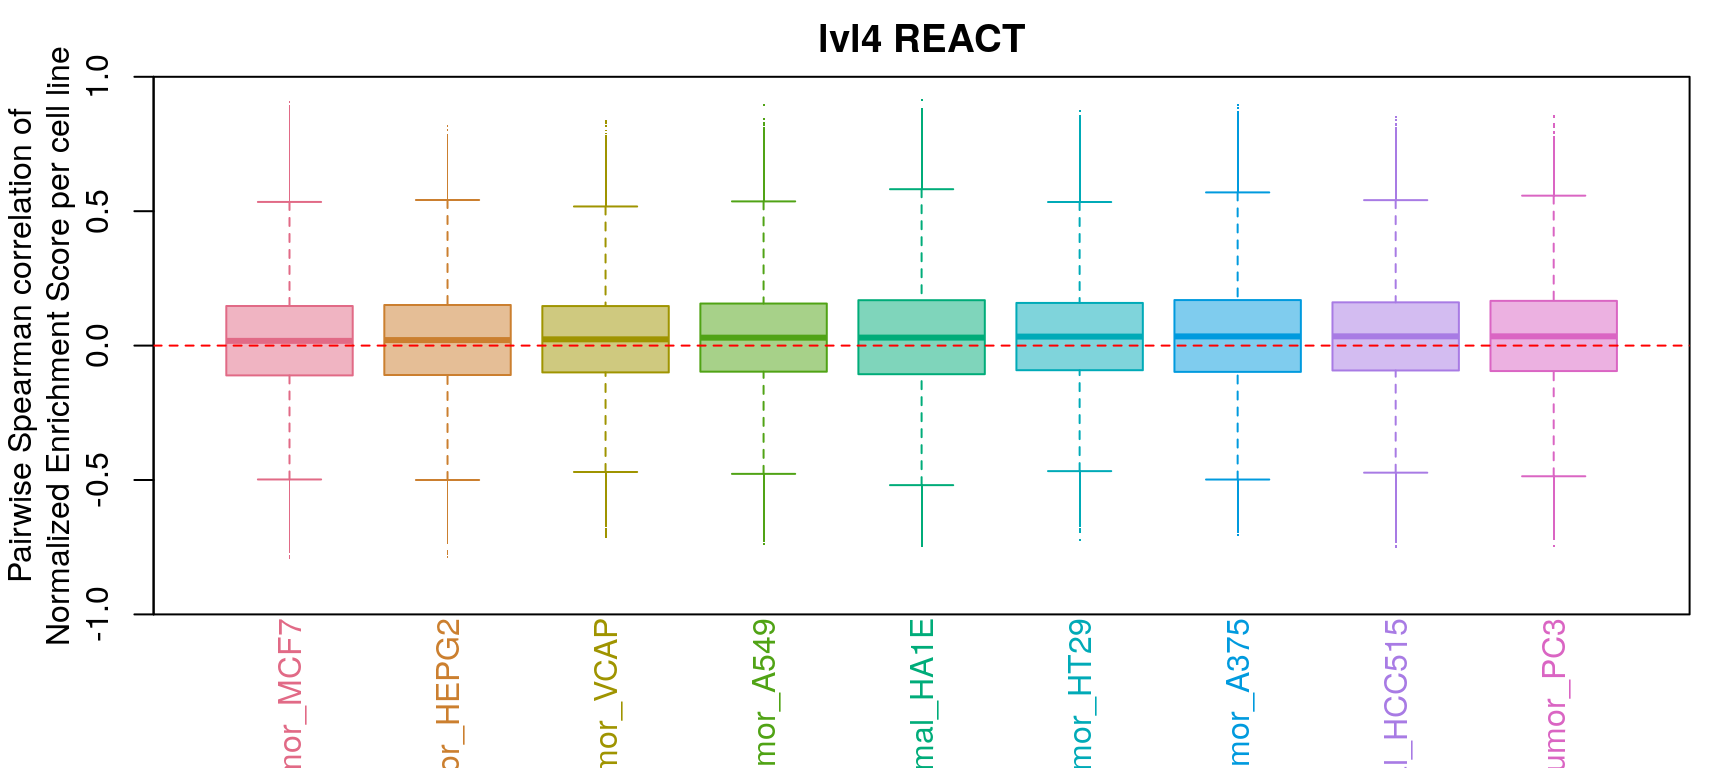 lvl4 REACT
Pairwise Spearman correlation of
Normalized Enrichment Score per cell line
1.0
0.5
0.0
-0.5
-1.0
mor_MCF7
or_HEPG2
mor_VCAP
mor_A549
mal_HA1E
mor_HT29
mor_A375
l_HCC515
umor_PC3